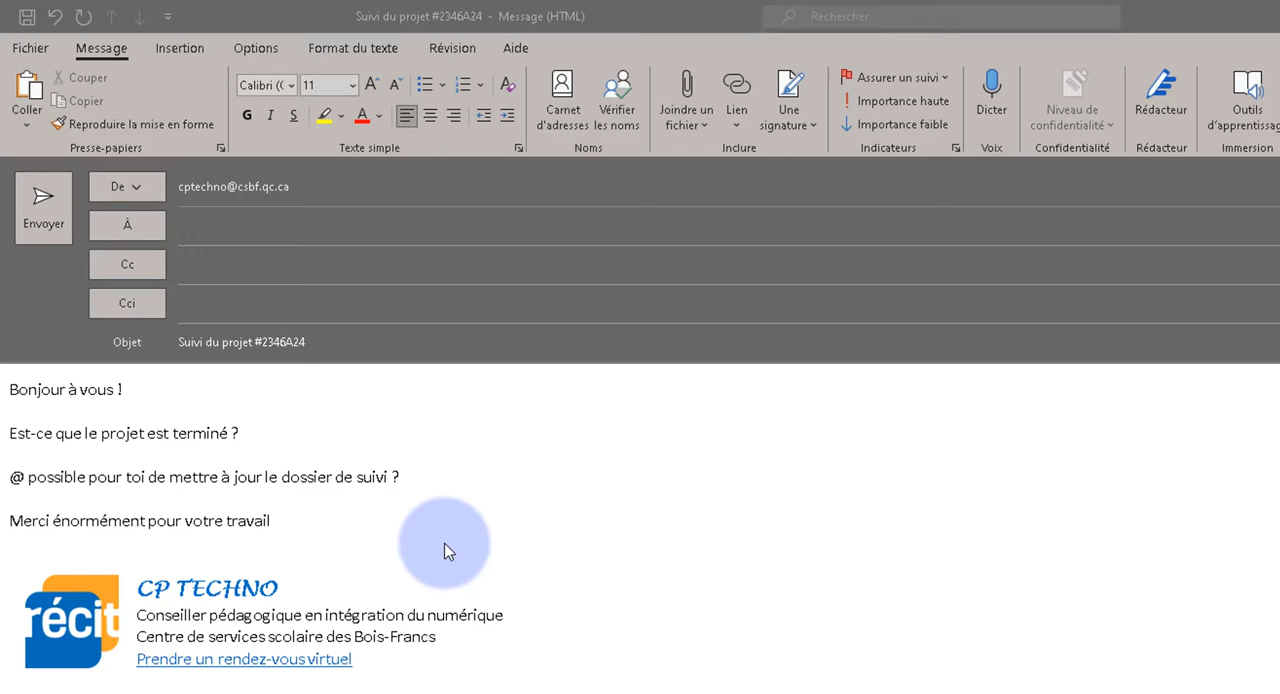 Suivi du projet #2346A24 - Message (HTML)
Rechercher
Fichier Message Insertion Options Format du texte Révision Aide
Coller
Couper
Copier
Reproduire la mise en forme
Presse-papiers
Calibri (C 11
G I S
Texte simple
Carnet d'adresses
Vérifier les noms
Noms
Joindre un fichier
Lien
Une signature
Inclure
Assurer un suivi
Importance haute
Importance faible
Indicateurs
Dicter
Voix
Niveau de confidentialité
Confidentialité
Rédacteur
Rédacteur
Outils d'apprentissag
Immersion
Envoyer
De cptechno@csbf.qc.ca
À
Cc
Cci
Objet Suivi du projet #2346A24
Bonjour à vous !
Est-ce que le projet est terminé ?
@ possible pour toi de mettre à jour le dossier de suivi ?
Merci énormément pour votre travail
récit
CP TECHNO
Conseiller pédagogique en intégration du numérique
Centre de services scolaire des Bois-Francs
Prendre un rendez-vous virtuel